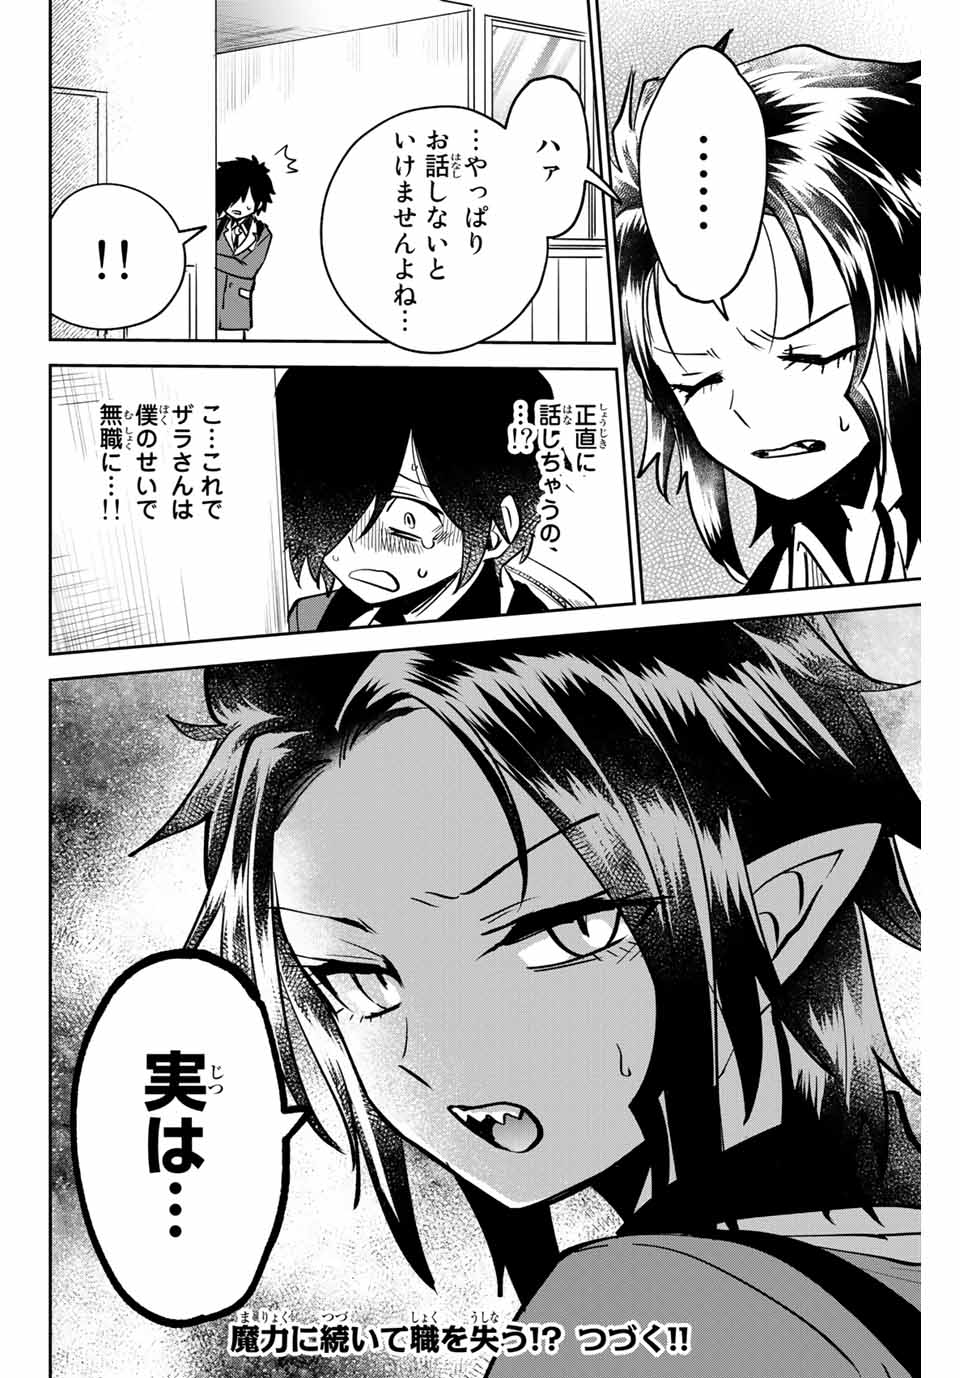 ……
ハァ
…やっぱり
お話しないと
いけませんよね…
!!
正直に
話しちゃうの、
…!?
こ…これで
ザラさんは
僕のせいで
無職に…!!
実は…
魔力に続いて職を失う!? つづく!!